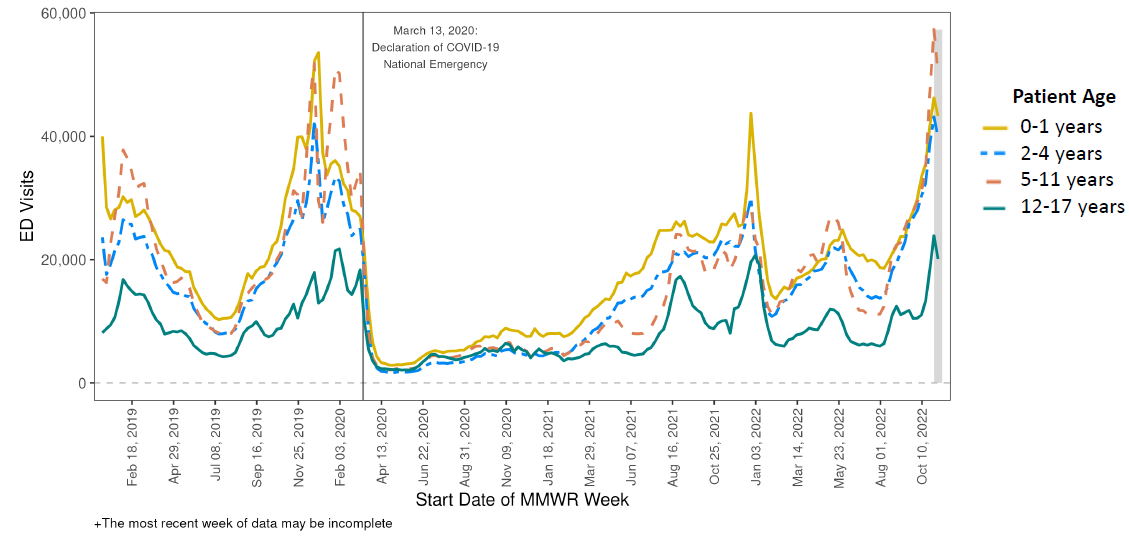 60,000
40,000
20,000
0
ED Visits
March 13, 2020:
Declaration of COVID-19
National Emergency
Patient Age
0-1 years
2-4 years
5-11 years
12-17 years
Feb 18, 2019
Apr 29, 2019
Jul 08, 2019
Sep 16, 2019
Nov 25, 2019
Feb 03, 2020
Apr 13, 2020
Jun 22, 2020
Aug 31, 2020
Nov 09, 2020
Jan 18, 2021
Mar 29, 2021
Jun 07, 2021
Aug 16, 2021
Oct 25, 2021
Jan 03, 2022
Mar 14, 2022
May 23, 2022
Aug 01, 2022
Oct 10, 2022
Start Date of MMWR Week
+The most recent week of data may be incomplete